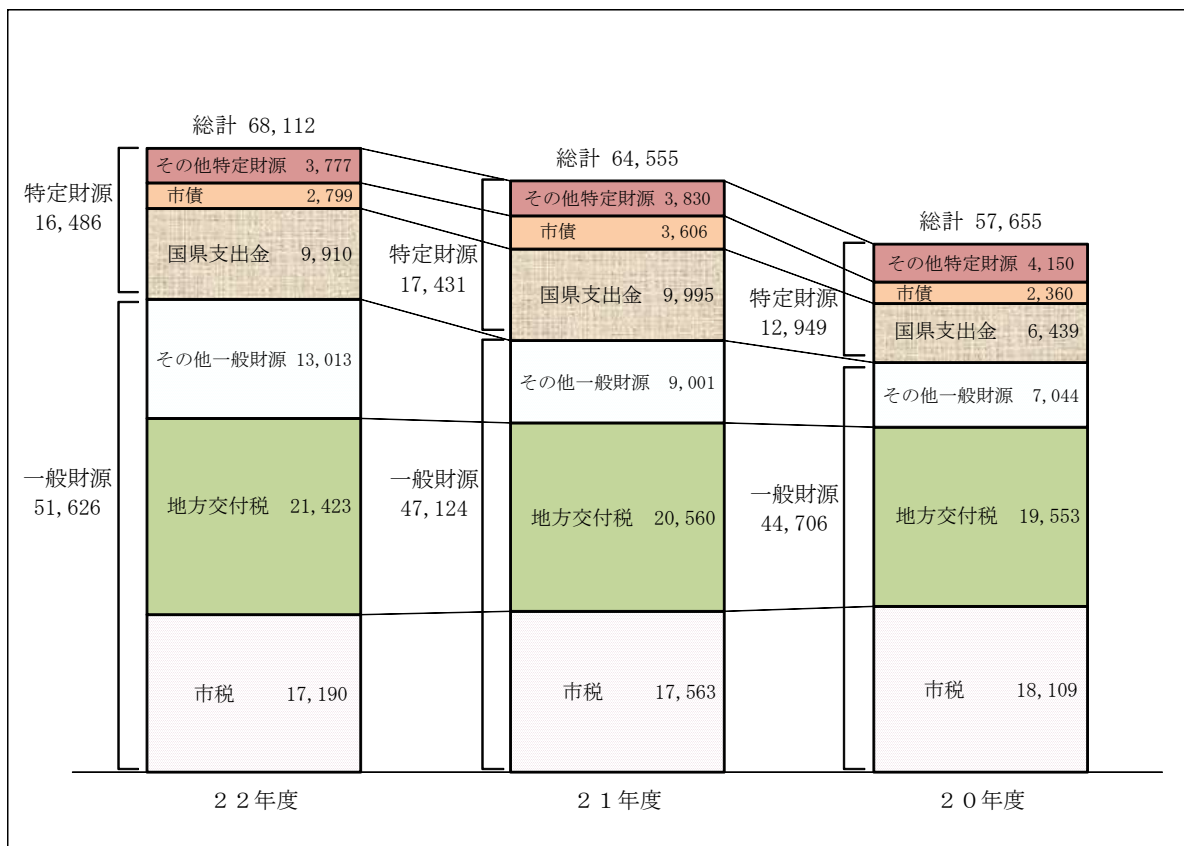 総計 68,112
特定財源
16,486
その他特定財源 3,777
市債 2,799
国県支出金 9,910
一般財源
51,626
その他一般財源 13,013
地方交付税 21,423
市税 17,190
２２年度
総計 64,555
特定財源
17,431
その他特定財源 3,830
市債 3,606
国県支出金 9,995
一般財源
47,124
その他一般財源 9,001
地方交付税 20,560
市税 17,563
２１年度
総計 57,655
特定財源
12,949
その他特定財源 4,150
市債 2,360
国県支出金 6,439
一般財源
44,706
その他一般財源 7,044
地方交付税 19,553
市税 18,109
２０年度